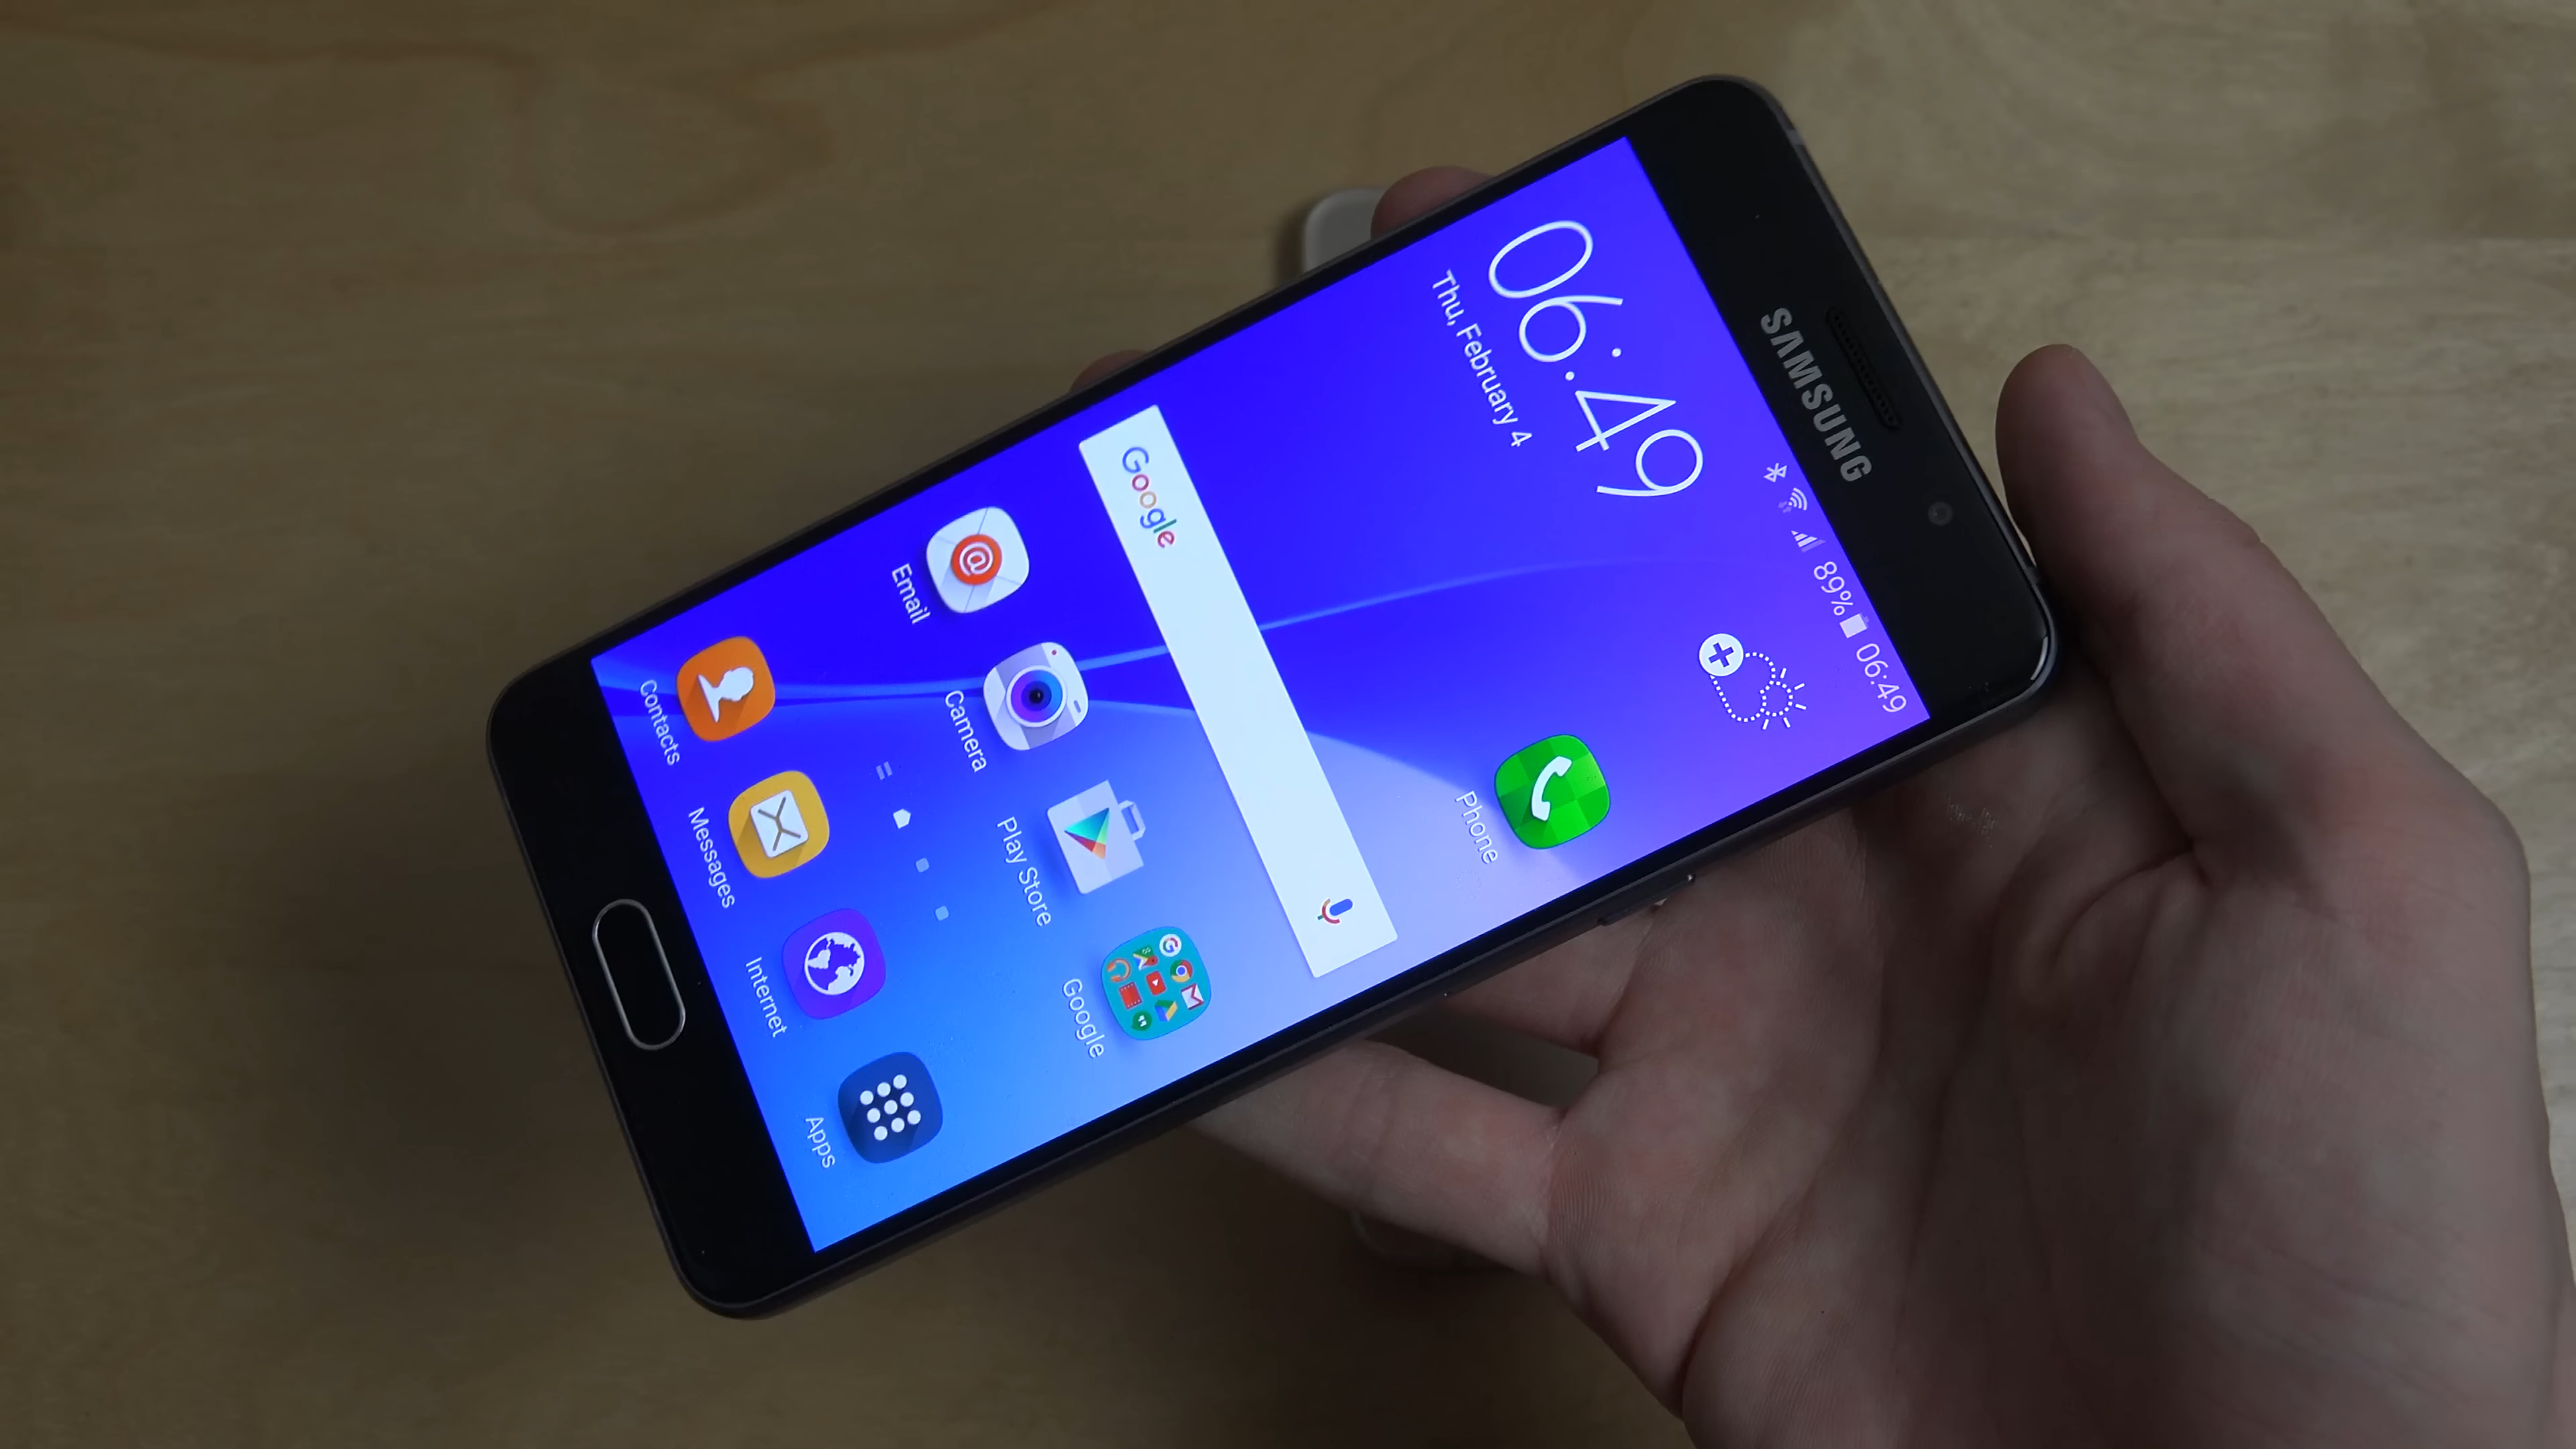 SAMSUNG
89% 06:49
06:49
Thu, February 4
Phone
Google
Email
Camera
Play Store
Google
Contacts
Messages
Internet
Apps